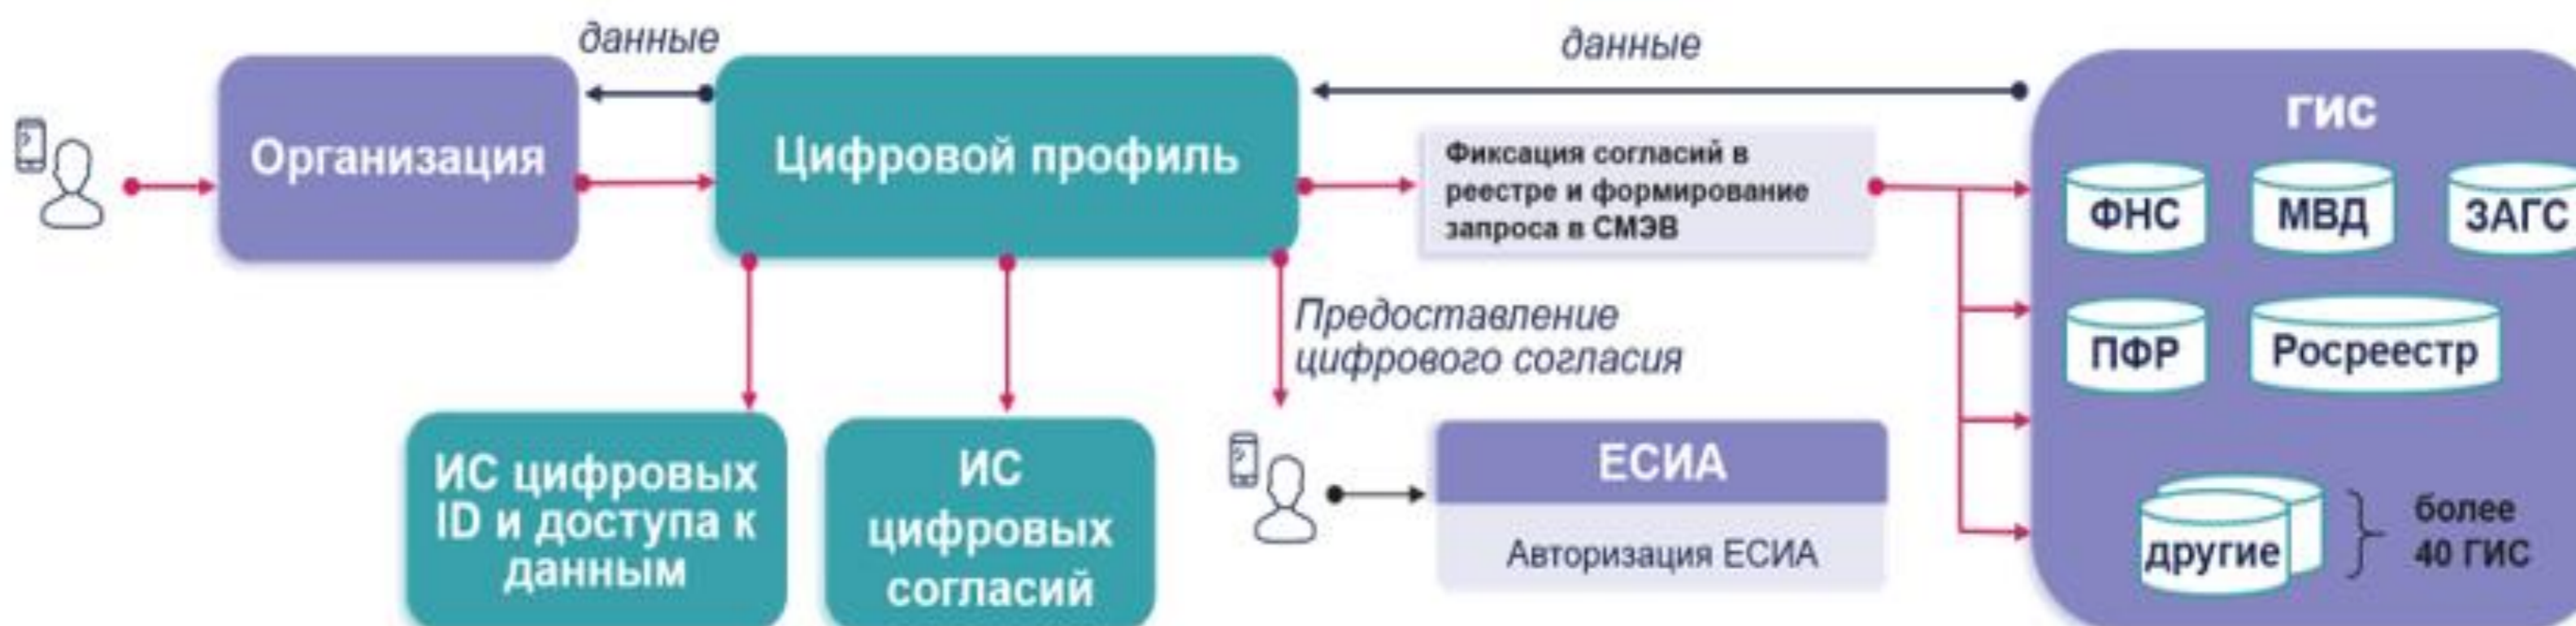 данные
данные
Организация
Цифровой профиль
Фиксация согласий в
реестре и формирование
запроса в СМЭВ
ГИС
ФНС
МВД
ЗАГС
ПФР
Росреестр
другие
более
40 ГИС
Предоставление
цифрового согласия
ИС цифровых
ID и доступа к
данным
ИС
цифровых
согласий
ЕСИА
Авторизация ЕСИА